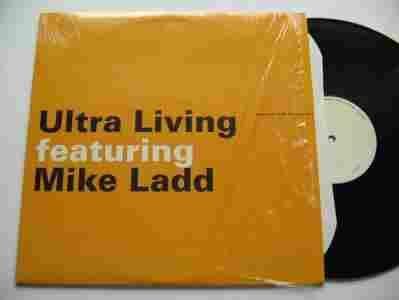 Ultra Living
featuring
Mike Ladd